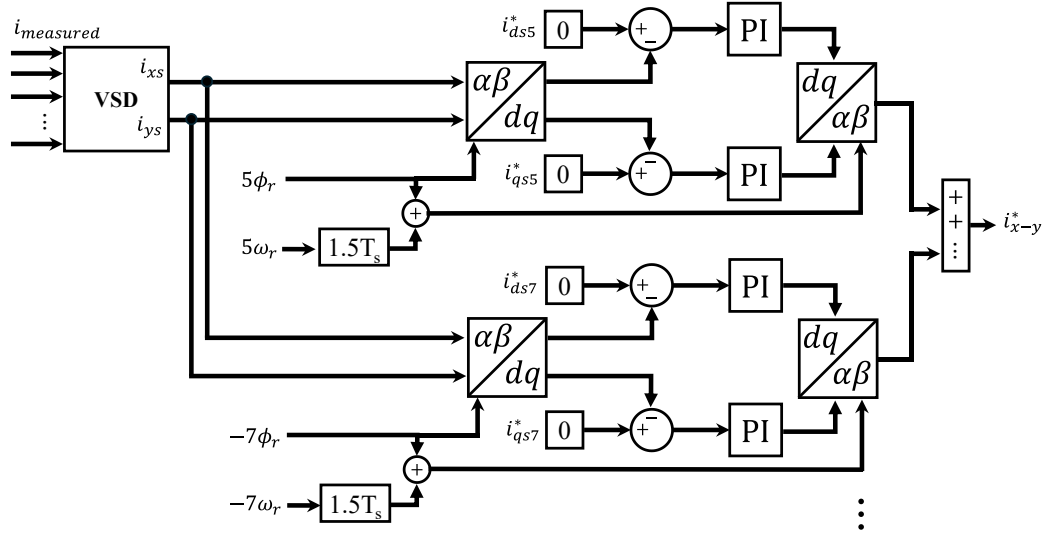 i_measured
VSD
i_xs
i_ys
⋮
αβ
dq
i*_ds5
0
+
−
PI
i*_qs5
0
+
−
PI
dq
αβ
5ϕ_r
+
5ω_r
1.5T_s
+
+
⋮
i*_x−y
i*_ds7
0
+
−
PI
αβ
dq
i*_qs7
0
+
−
PI
dq
αβ
−7ϕ_r
+
−7ω_r
1.5T_s
⋮